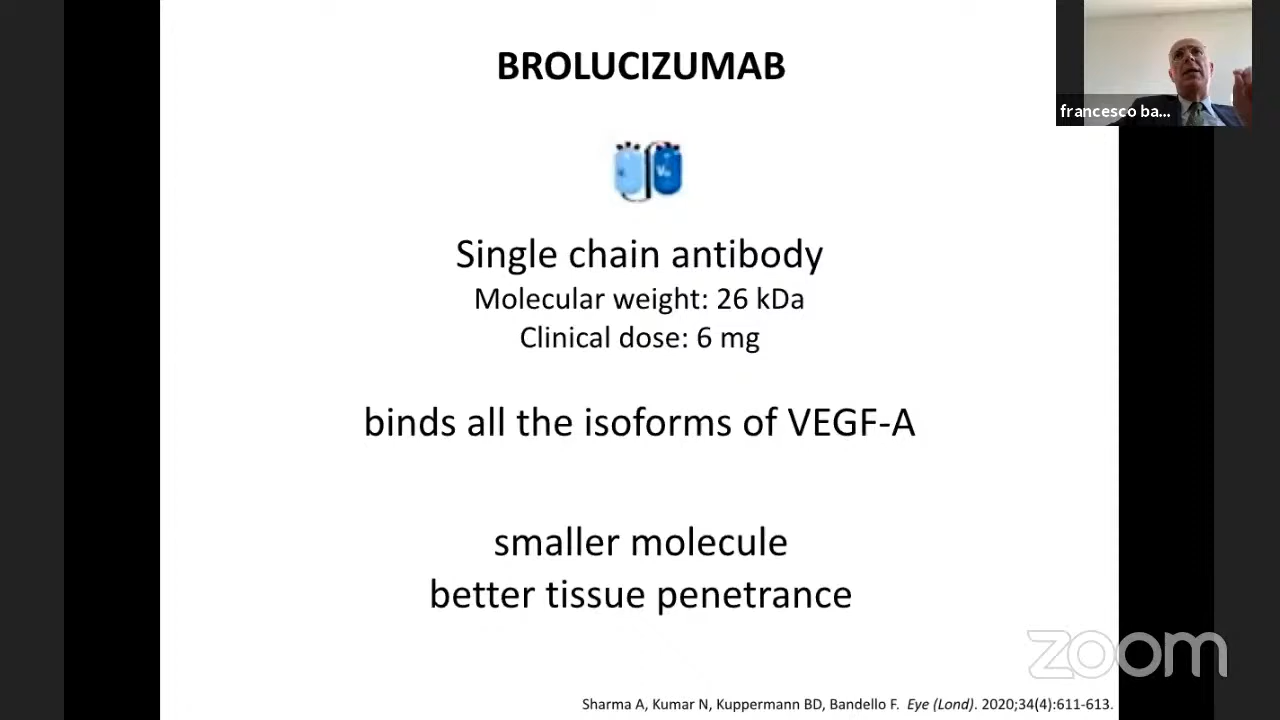 BROLUCIZUMAB
francesco ba...
Single chain antibody
Molecular weight: 26 kDa
Clinical dose: 6 mg
binds all the isoforms of VEGF-A
smaller molecule
better tissue penetrance
zoom
Sharma A, Kumar N, Kuppermann BD, Bandello F. Eye (Lond). 2020;34(4):611-613.